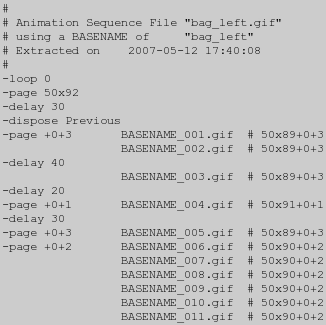 #
# Animation Sequence File "bag_left.gif"
# using a BASENAME of "bag_left"
# Extracted on 2007-05-12 17:40:08
#
-loop 0
-page 50x92
-delay 30
-dispose Previous
-page +0+3 BASENAME_001.gif # 50x89+0+3
BASENAME_002.gif # 50x89+0+3
-delay 40
BASENAME_003.gif # 50x89+0+3
-delay 20
-page +0+1 BASENAME_004.gif # 50x91+0+1
-delay 30
-page +0+3 BASENAME_005.gif # 50x89+0+3
-page +0+2 BASENAME_006.gif # 50x90+0+2
BASENAME_007.gif # 50x90+0+2
BASENAME_008.gif # 50x90+0+2
BASENAME_009.gif # 50x90+0+2
BASENAME_010.gif # 50x90+0+2
BASENAME_011.gif # 50x90+0+2